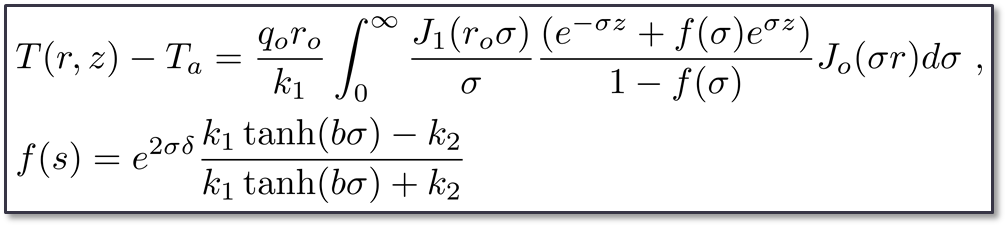 T(r, z) − T_a = \frac{q_o r_o}{k_1} \int_0^∞ \frac{J_1(r_o σ)}{σ} \frac{(e^{−σz} + f(σ)e^{σz})}{1 − f(σ)} J_o(σr)dσ ,
f(s) = e^{2σδ} \frac{k_1 \tanh(bσ) − k_2}{k_1 \tanh(bσ) + k_2}